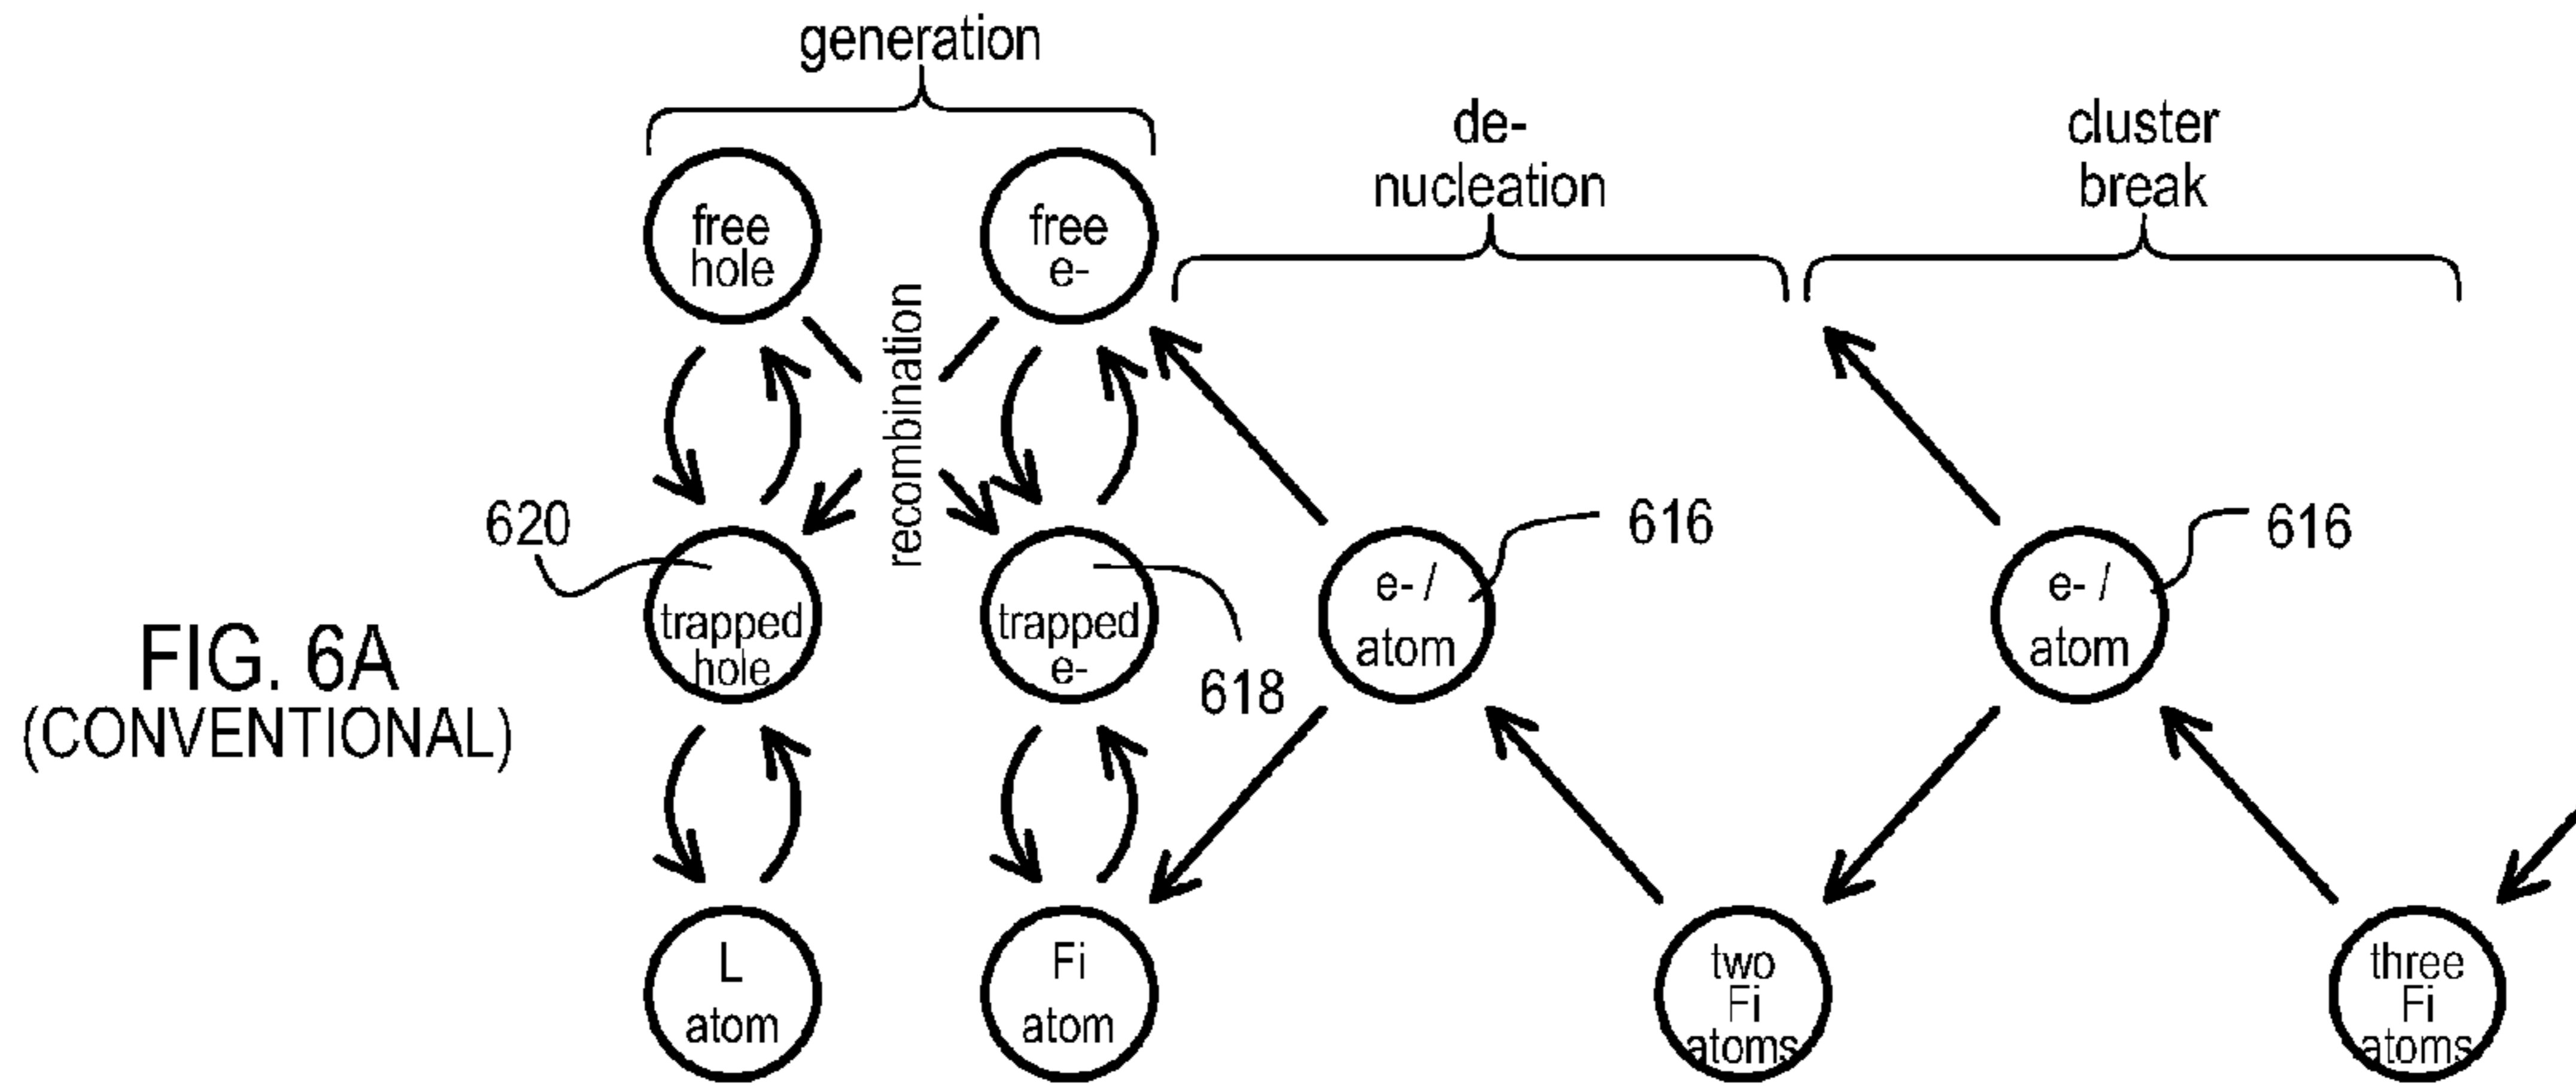 generation
de-
nucleation
cluster
break
free
hole
free
e-
recombination
620
trapped
hole
trapped
e-
618
e- /
atom
616
e- /
atom
616
FIG. 6A
(CONVENTIONAL)
L
atom
Fi
atom
two
Fi
atoms
three
Fi
atoms